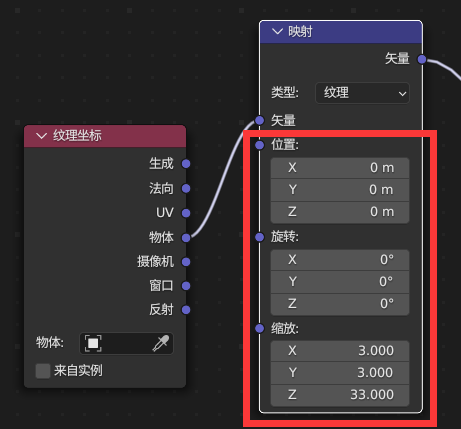 映射
矢量
类型: 纹理
矢量
位置:
X 0 m
Y 0 m
Z 0 m
旋转:
X 0°
Y 0°
Z 0°
缩放:
X 3.000
Y 3.000
Z 33.000
纹理坐标
生成
法向
UV
物体
摄像机
窗口
反射
物体:
来自实例